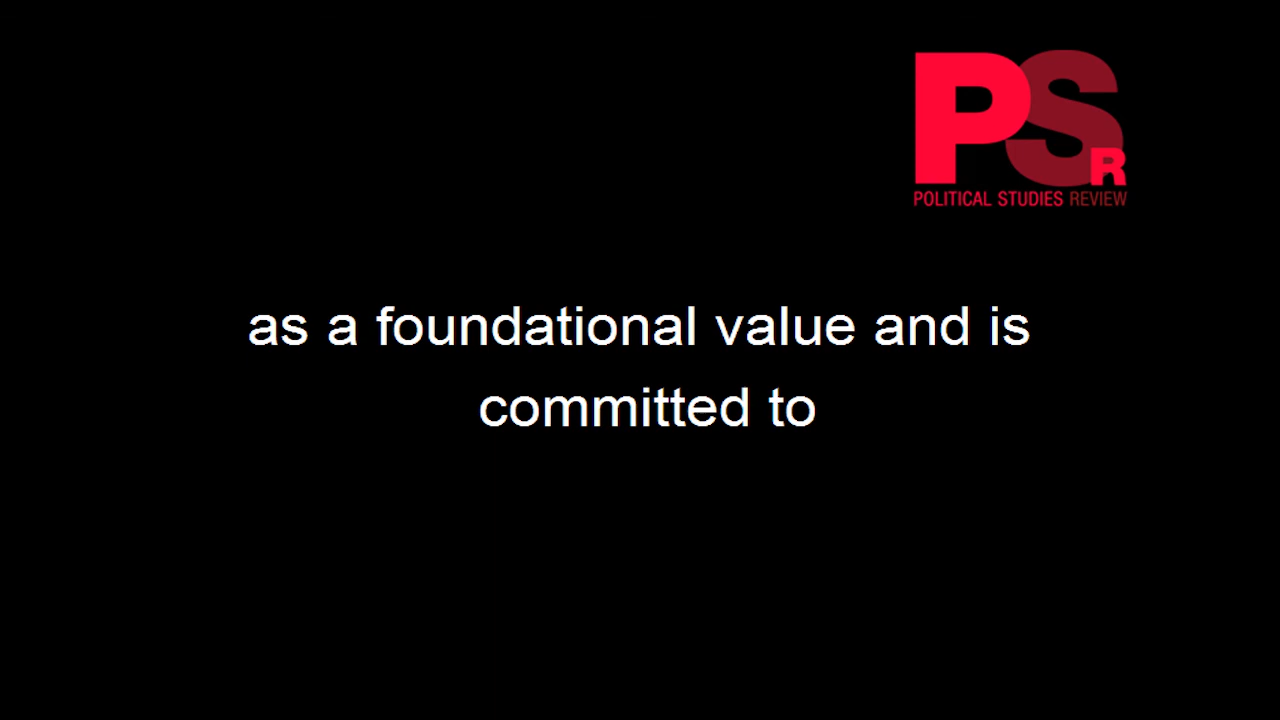 PSR
POLITICAL STUDIES REVIEW
as a foundational value and is
committed to